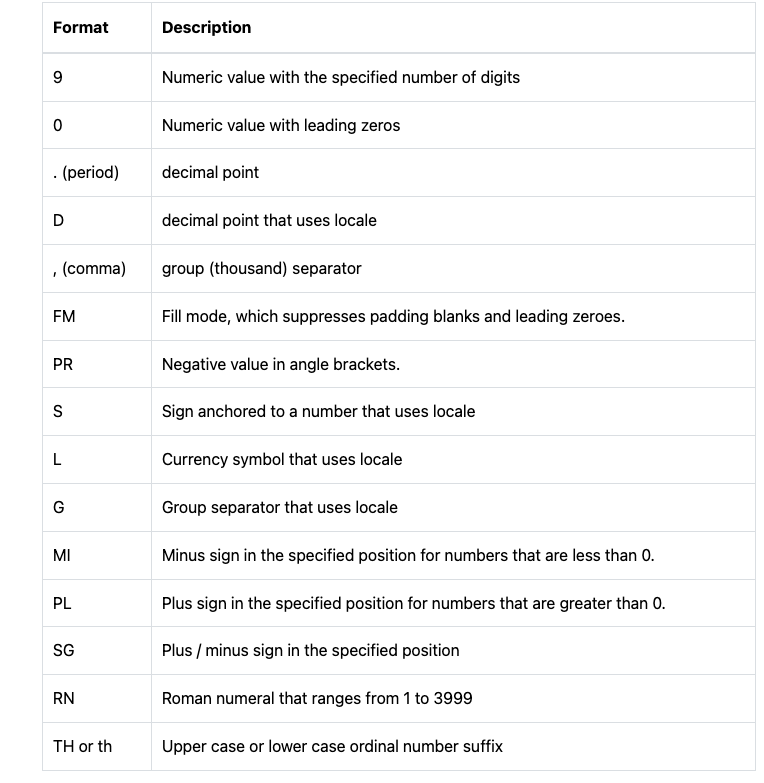 Format Description
9 Numeric value with the specified number of digits
0 Numeric value with leading zeros
. (period) decimal point
D decimal point that uses locale
, (comma) group (thousand) separator
FM Fill mode, which suppresses padding blanks and leading zeroes.
PR Negative value in angle brackets.
S Sign anchored to a number that uses locale
L Currency symbol that uses locale
G Group separator that uses locale
MI Minus sign in the specified position for numbers that are less than 0.
PL Plus sign in the specified position for numbers that are greater than 0.
SG Plus / minus sign in the specified position
RN Roman numeral that ranges from 1 to 3999
TH or th Upper case or lower case ordinal number suffix